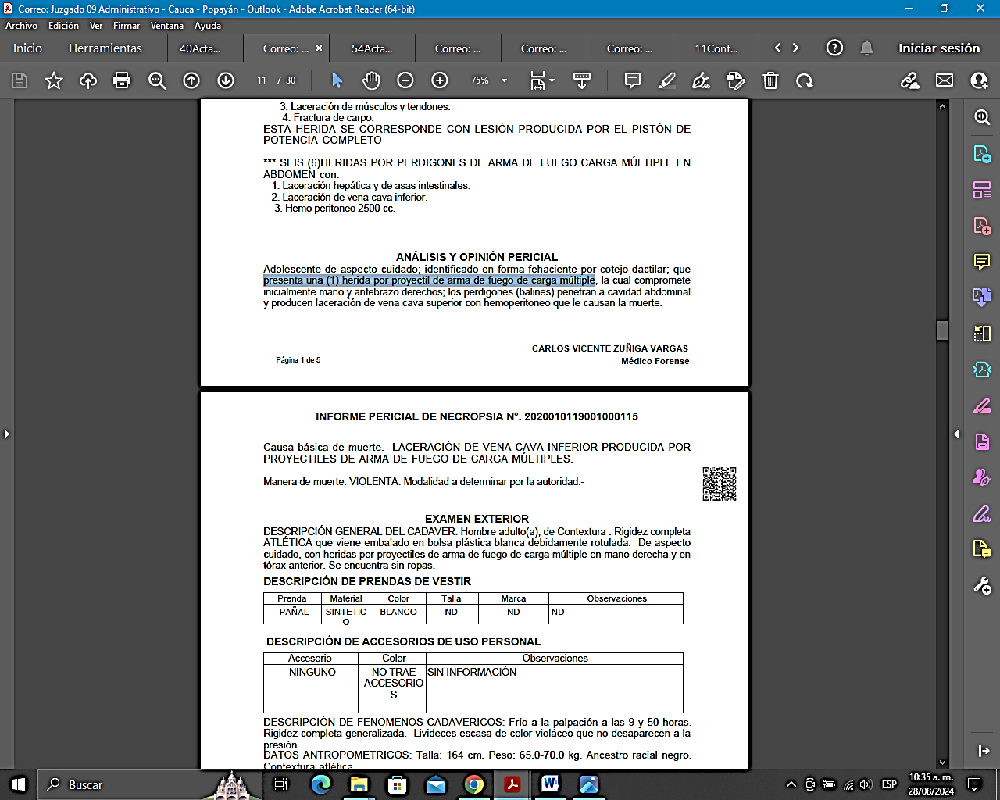 Correo: Juzgado 09 Administrativo - Cauca - Popayán - Outlook - Adobe Acrobat Reader (64-bit)
Archivo Edición Ver Firmar Ventana Ayuda
Inicio Herramientas 40Acta... Correo: ... × 54Acta... Correo: ... Correo: ... Correo: ... 11Cont... Iniciar sesión
11 / 30 75%
3. Laceración de músculos y tendones.
4. Fractura de carpo.
ESTA HERIDA SE CORRESPONDE CON LESIÓN PRODUCIDA POR EL PISTÓN DE
POTENCIA COMPLETO
*** SEIS (6)HERIDAS POR PERDIGONES DE ARMA DE FUEGO CARGA MÚLTIPLE EN
ABDOMEN con:
1. Laceración hepática y de asas intestinales.
2. Laceración de vena cava inferior.
3. Hemo peritoneo 2500 cc.
ANÁLISIS Y OPINIÓN PERICIAL
Adolescente de aspecto cuidado; identificado en forma fehaciente por cotejo dactilar; que
presenta una (1) herida por proyectil de arma de fuego de carga múltiple, la cual compromete
inicialmente mano y antebrazo derechos; los perdigones (balines) penetran a cavidad abdominal
y producen laceración de vena cava superior con hemoperitoneo que le causan la muerte.
CARLOS VICENTE ZUÑIGA VARGAS
Página 1 de 5 Médico Forense
INFORME PERICIAL DE NECROPSIA N°. 2020010119001000115
Causa básica de muerte. LACERACIÓN DE VENA CAVA INFERIOR PRODUCIDA POR
PROYECTILES DE ARMA DE FUEGO DE CARGA MÚLTIPLES.
Manera de muerte: VIOLENTA. Modalidad a determinar por la autoridad.-
EXAMEN EXTERIOR
DESCRIPCIÓN GENERAL DEL CADAVER: Hombre adulto(a), de Contextura . Rigidez completa
ATLÉTICA que viene embalado en bolsa plástica blanca debidamente rotulada. De aspecto
cuidado, con heridas por proyectiles de arma de fuego de carga múltiple en mano derecha y en
tórax anterior. Se encuentra sin ropas.
DESCRIPCIÓN DE PRENDAS DE VESTIR
Prenda Material Color Talla Marca Observaciones
PAÑAL SINTETIC BLANCO ND ND ND
O
DESCRIPCIÓN DE ACCESORIOS DE USO PERSONAL
Accesorio Color Observaciones
NINGUNO NO TRAE SIN INFORMACIÓN
ACCESORIO
S
DESCRIPCIÓN DE FENOMENOS CADAVERICOS: Frío a la palpación a las 9 y 50 horas.
Rigidez completa generalizada. Livideces escasa de color violáceo que no desaparecen a la
presión.
DATOS ANTROPOMETRICOS: Talla: 164 cm. Peso: 65.0-70.0 kg. Ancestro racial negro.
Contextura atlética
Buscar
ESP
10:35 a. m.
28/08/2024